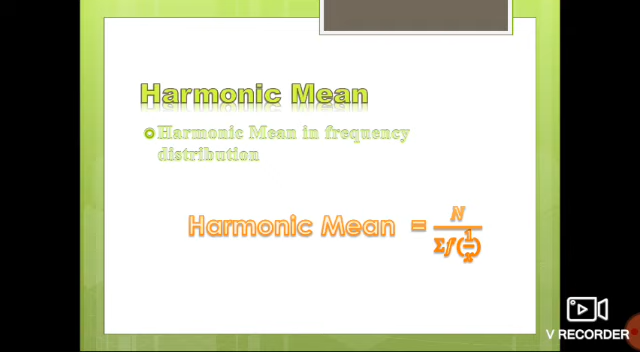 Harmonic Mean
Harmonic Mean in frequency
distribution
Harmonic Mean = N / Σf(1/x)
V RECORDER